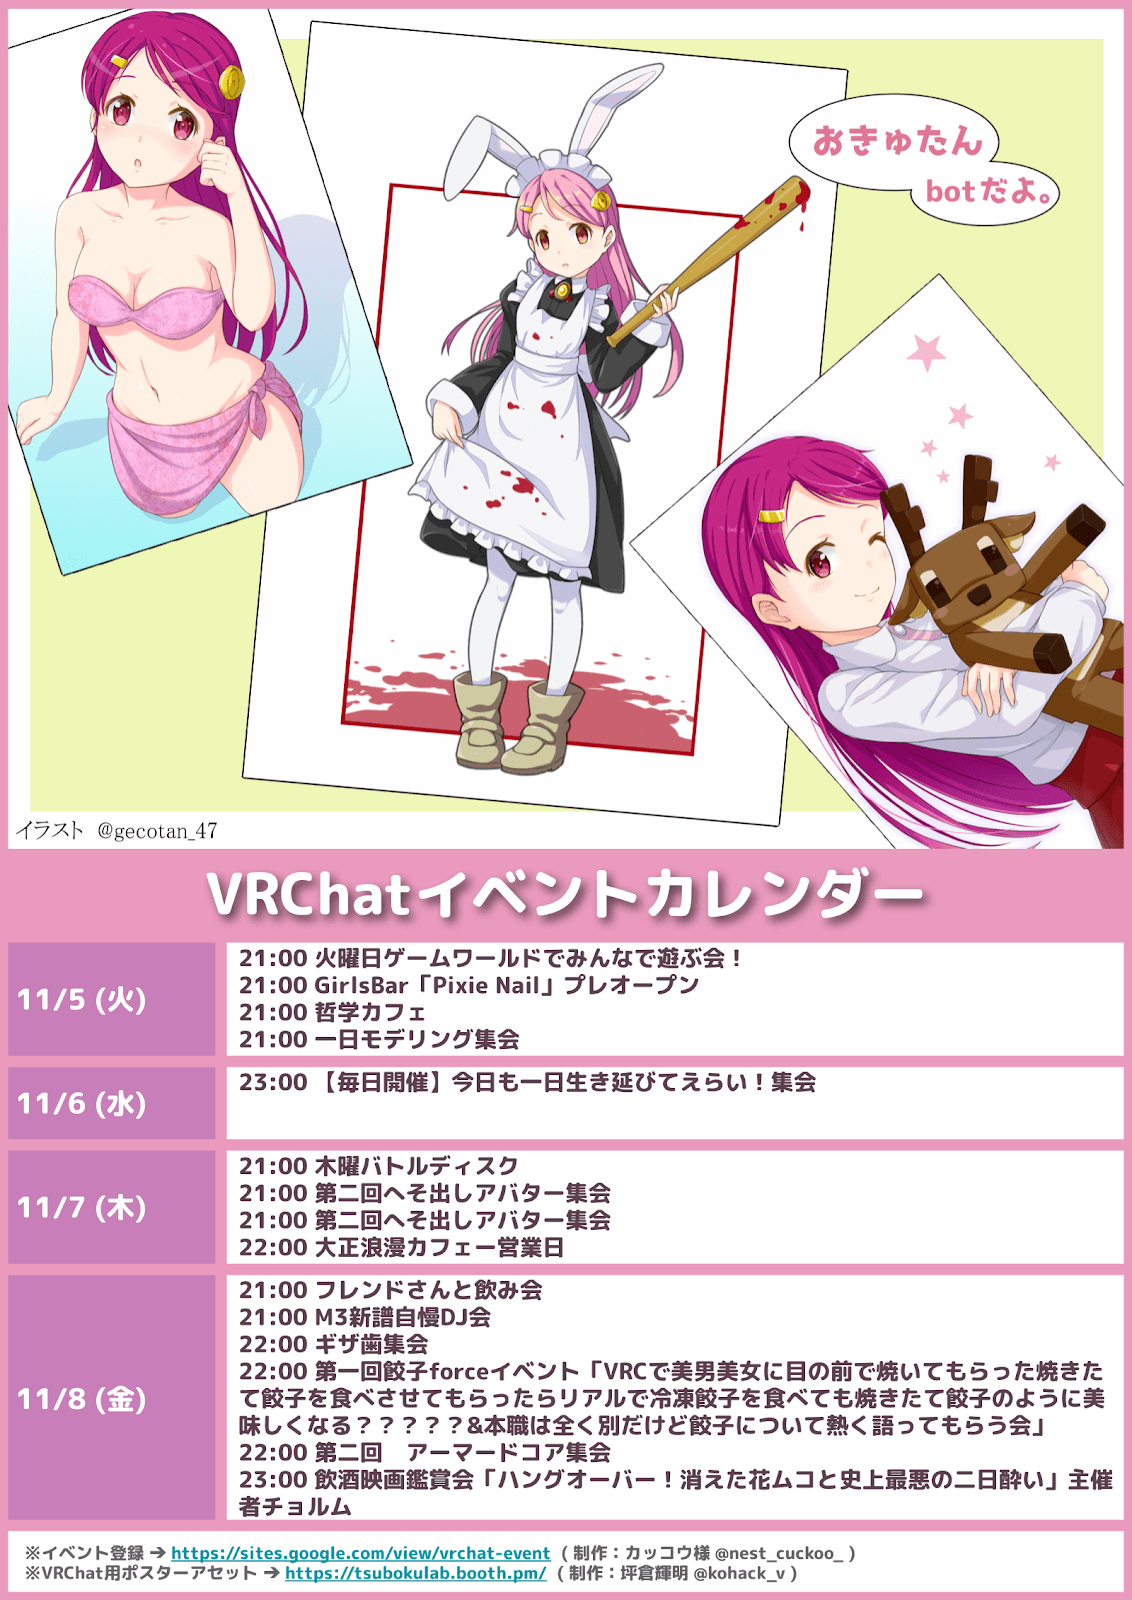 おきゅたん
botだよ。
イラスト @gecotan_47
VRChatイベントカレンダー
11/5 (火)
21:00 火曜日ゲームワールドでみんなで遊ぶ会！
21:00 GirlsBar「Pixie Nail」プレオープン
21:00 哲学カフェ
21:00 一日モデリング集会
11/6 (水)
23:00 【毎日開催】今日も一日生き延びてえらい！集会
11/7 (木)
21:00 木曜バトルディスク
21:00 第二回へそ出しアバター集会
21:00 第二回へそ出しアバター集会
22:00 大正浪漫カフェー営業日
11/8 (金)
21:00 フレンドさんと飲み会
21:00 M3新譜自慢DJ会
22:00 ギザ歯集会
22:00 第一回餃子forceイベント「VRCで美男美女に目の前で焼いてもらった焼きた
て餃子を食べさせてもらったらリアルで冷凍餃子を食べても焼きたて餃子のように美
味しくなる？？？？？&本職は全く別だけど餃子について熱く語ってもらう会」
22:00 第二回　アーマードコア集会
23:00 飲酒映画鑑賞会「ハングオーバー！消えた花ムコと史上最悪の二日酔い」主催
者チョルム
※イベント登録 → https://sites.google.com/view/vrchat-event （制作：カッコウ様 @nest_cuckoo_ ）
※VRChat用ポスターアセット → https://tsubokulab.booth.pm/ （制作：坪倉輝明 @kohack_v ）